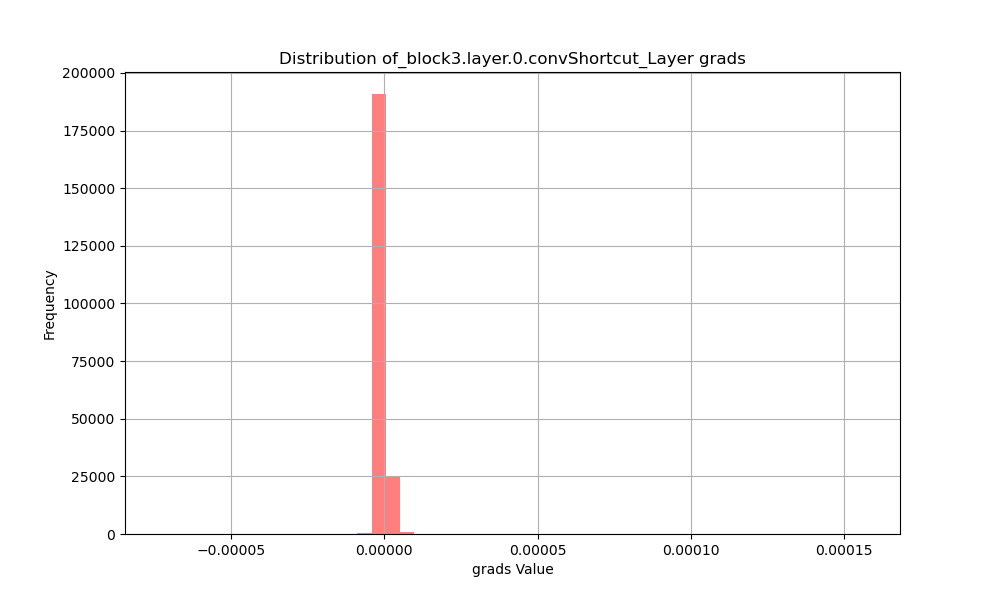 Distribution of_block3.layer.0.convShortcut_Layer grads
200000
175000
150000
125000
100000
75000
50000
25000
0
Frequency
−0.00005 0.00000 0.00005 0.00010 0.00015
grads Value